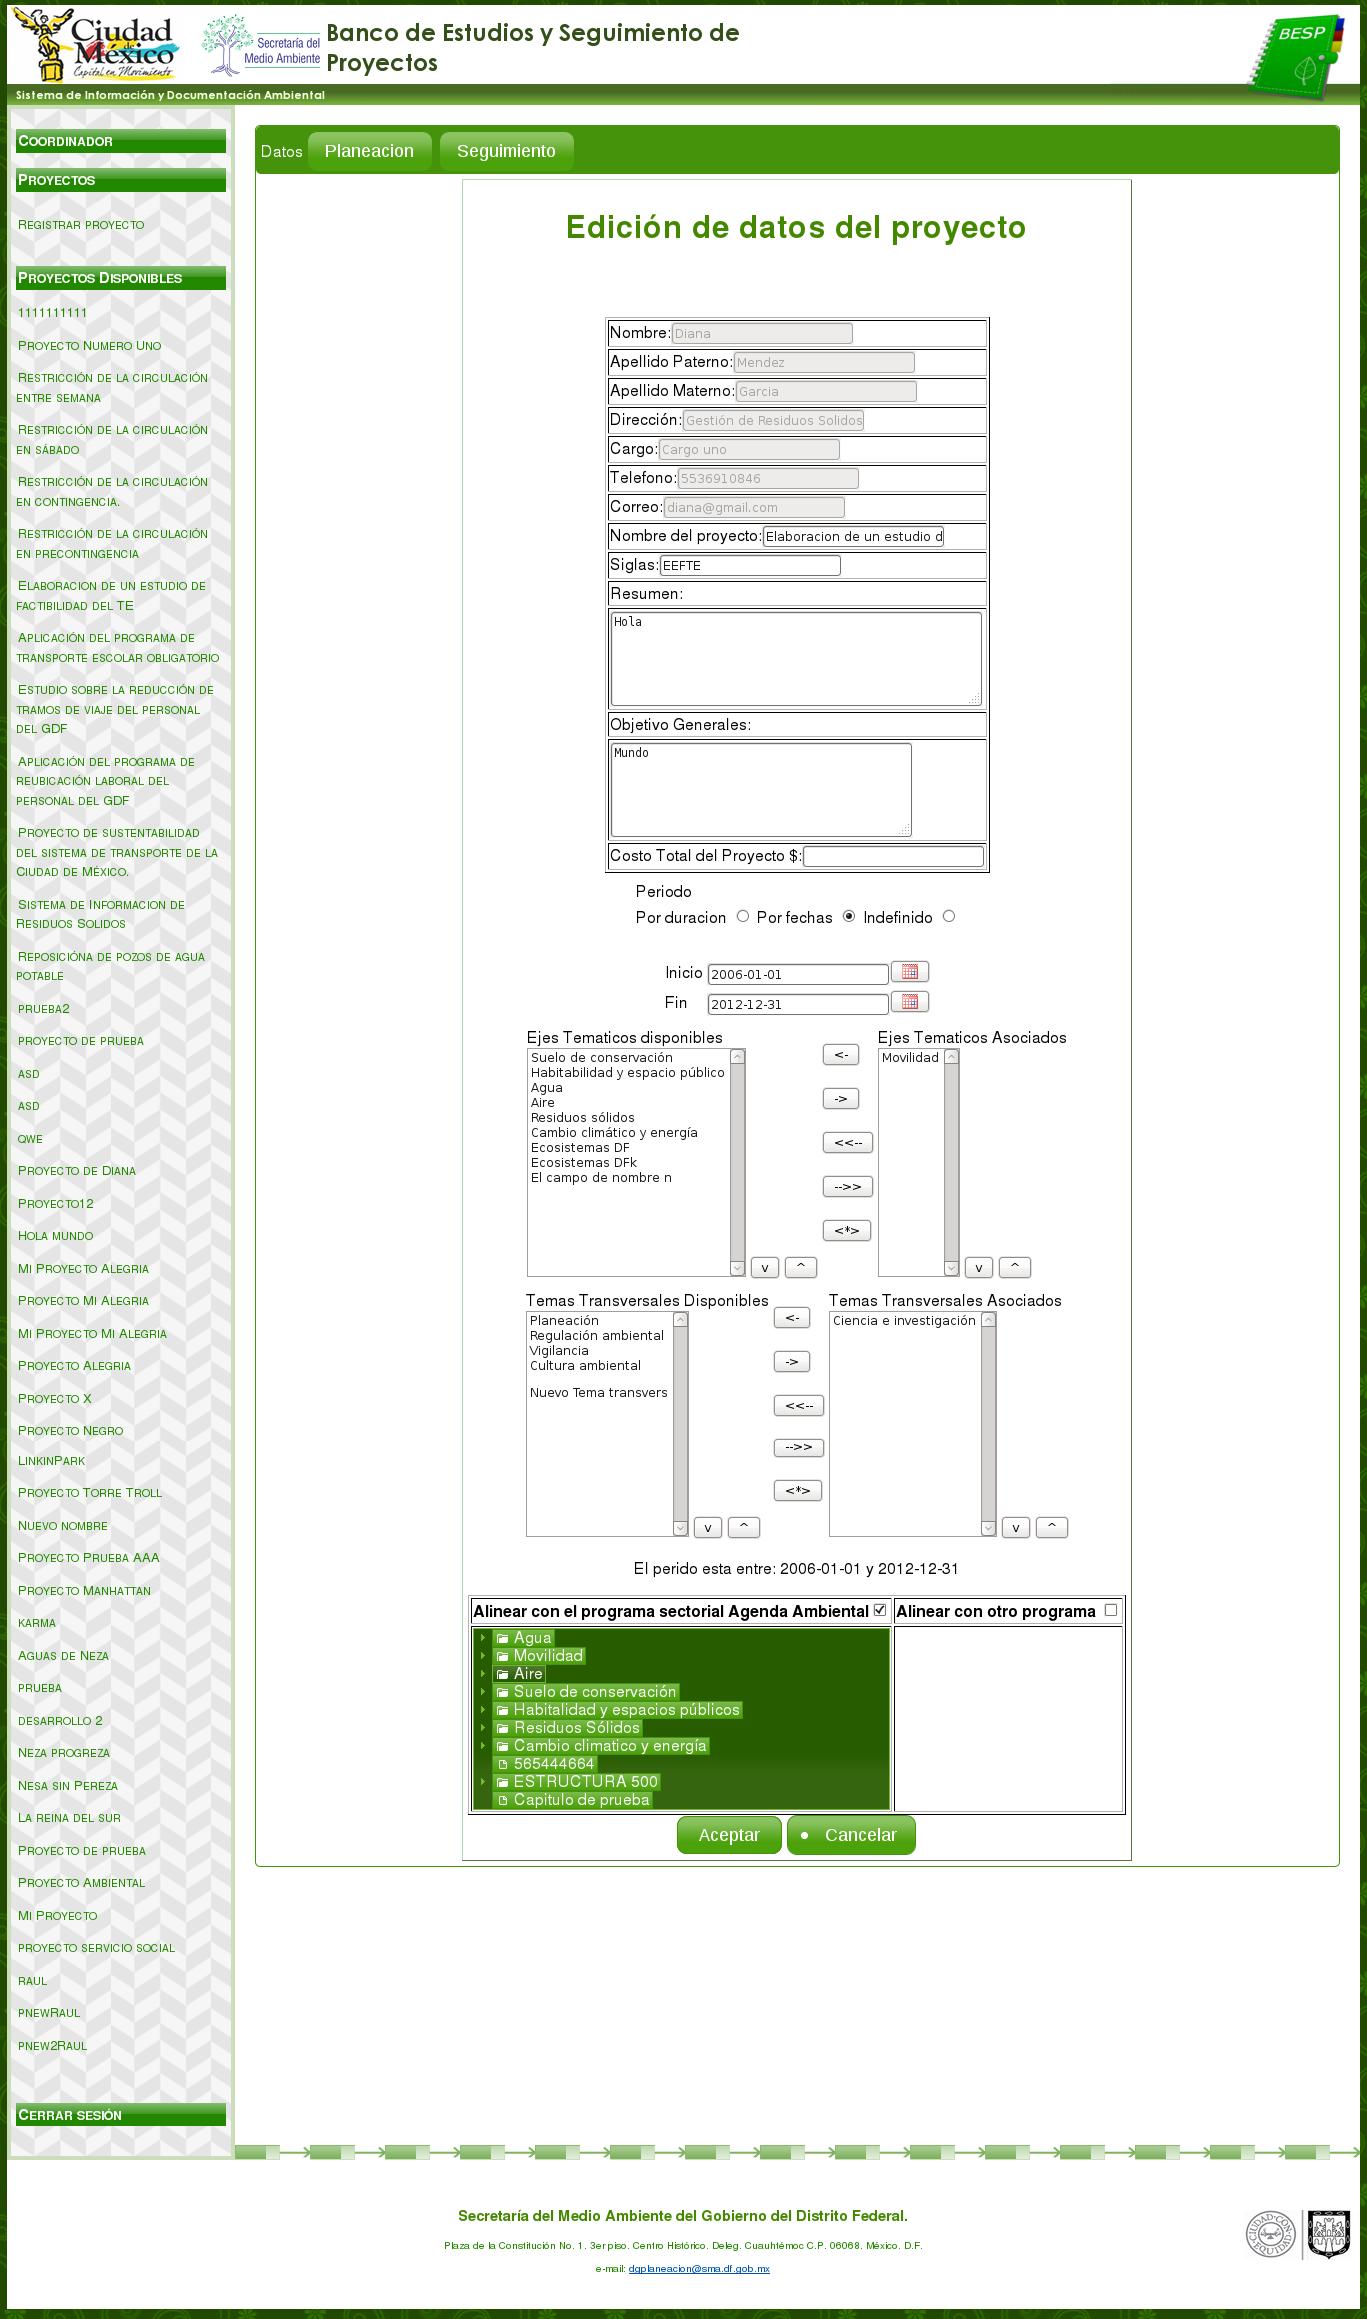 Ciudad de México
Capital en Movimiento
Secretaría del
Medio Ambiente
Banco de Estudios y Seguimiento de
Proyectos
BESP
Sistema de Información y Documentación Ambiental
COORDINADOR
PROYECTOS
REGISTRAR PROYECTO
PROYECTOS DISPONIBLES
1111111111
PROYECTO NUMERO UNO
RESTRICCIÓN DE LA CIRCULACIÓN
ENTRE SEMANA
RESTRICCIÓN DE LA CIRCULACIÓN
EN SÁBADO
RESTRICCIÓN DE LA CIRCULACIÓN
EN CONTINGENCIA.
RESTRICCIÓN DE LA CIRCULACIÓN
EN PRECONTINGENCIA
ELABORACION DE UN ESTUDIO DE
FACTIBILIDAD DEL TE
APLICACIÓN DEL PROGRAMA DE
TRANSPORTE ESCOLAR OBLIGATORIO
ESTUDIO SOBRE LA REDUCCIÓN DE
TRAMOS DE VIAJE DEL PERSONAL
DEL GDF
APLICACIÓN DEL PROGRAMA DE
REUBICACIÓN LABORAL DEL
PERSONAL DEL GDF
PROYECTO DE SUSTENTABILIDAD
DEL SISTEMA DE TRANSPORTE DE LA
CIUDAD DE MÉXICO.
SISTEMA DE INFORMACION DE
RESIDUOS SOLIDOS
REPOSICIÓNA DE POZOS DE AGUA
POTABLE
PRUEBA2
PROYECTO DE PRUEBA
ASD
ASD
QWE
PROYECTO DE DIANA
PROYECTO12
HOLA MUNDO
MI PROYECTO ALEGRIA
PROYECTO MI ALEGRIA
MI PROYECTO MI ALEGRIA
PROYECTO ALEGRIA
PROYECTO X
PROYECTO NEGRO
LINKINPARK
PROYECTO TORRE TROLL
NUEVO NOMBRE
PROYECTO PRUEBA AAA
PROYECTO MANHATTAN
KARMA
AGUAS DE NEZA
PRUEBA
DESARROLLO 2
NEZA PROGREZA
NESA SIN PEREZA
LA REINA DEL SUR
PROYECTO DE PRUEBA
PROYECTO AMBIENTAL
MI PROYECTO
PROYECTO SERVICIO SOCIAL
RAUL
PNEWRAUL
PNEW2RAUL
CERRAR SESIÓN
Datos Planeacion Seguimiento
Edición de datos del proyecto
Nombre: Diana
Apellido Paterno: Mendez
Apellido Materno: Garcia
Dirección: Gestión de Residuos Solidos
Cargo: Cargo uno
Telefono: 5536910846
Correo: diana@gmail.com
Nombre del proyecto: Elaboracion de un estudio d
Siglas: EEFTE
Resumen:
Hola
Objetivo Generales:
Mundo
Costo Total del Proyecto $:
Periodo
Por duracion Por fechas Indefinido
Inicio 2006-01-01
Fin 2012-12-31
Ejes Tematicos disponibles
Suelo de conservación
Habitabilidad y espacio público
Agua
Aire
Residuos sólidos
Cambio climático y energía
Ecosistemas DF
Ecosistemas DFk
El campo de nombre n
v ^
<-
->
<<--
-->>
<*>
Ejes Tematicos Asociados
Movilidad
v ^
Temas Transversales Disponibles
Planeación
Regulación ambiental
Vigilancia
Cultura ambiental
Nuevo Tema transvers
v ^
<-
->
<<--
-->>
<*>
Temas Transversales Asociados
Ciencia e investigación
v ^
El perido esta entre: 2006-01-01 y 2012-12-31
Alinear con el programa sectorial Agenda Ambiental
Alinear con otro programa
Agua
Movilidad
Aire
Suelo de conservación
Habitalidad y espacios públicos
Residuos Sólidos
Cambio climatico y energía
565444664
ESTRUCTURA 500
Capitulo de prueba
Aceptar • Cancelar
Secretaría del Medio Ambiente del Gobierno del Distrito Federal.
Plaza de la Constitución No. 1. 3er piso. Centro Histórico. Deleg. Cuauhtémoc C.P. 06068. México. D.F.
e-mail: dgplaneacion@sma.df.gob.mx
CIUDAD CON EQUIDAD